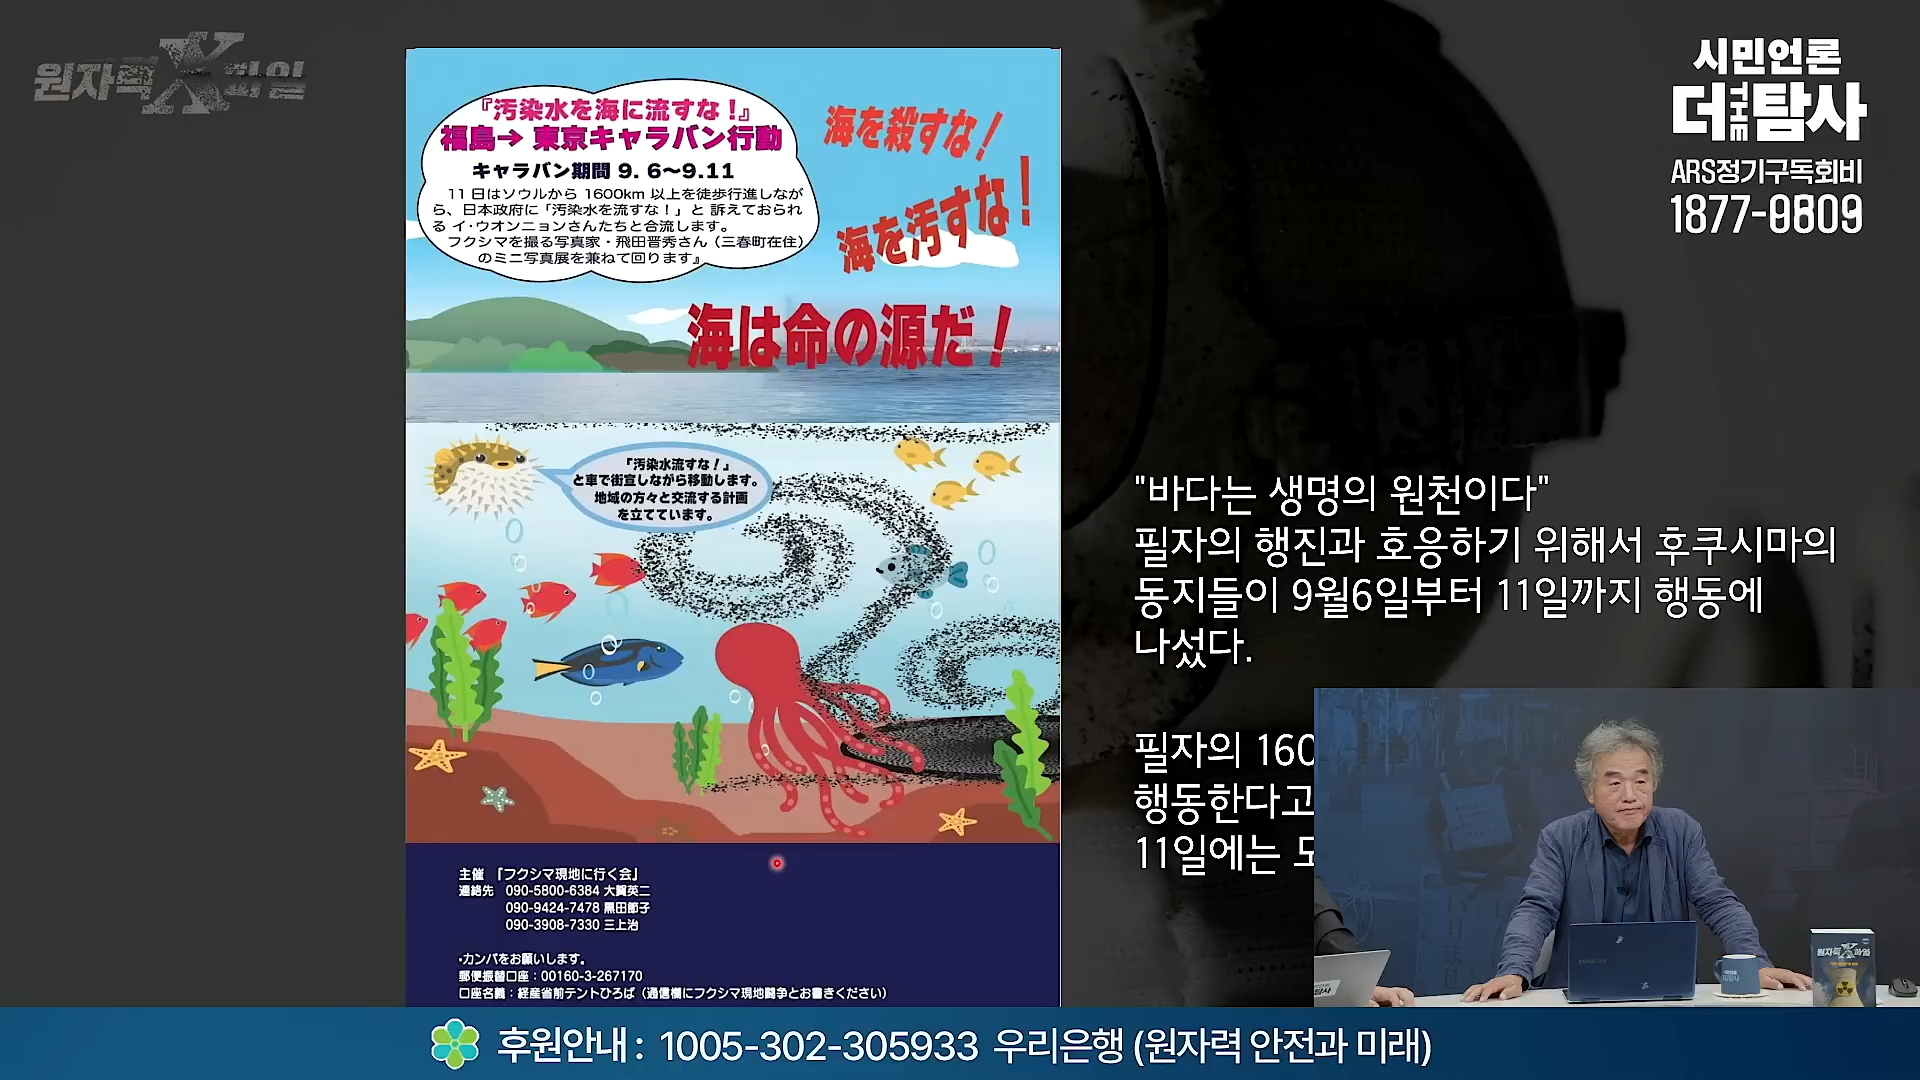 원자력X파일
시민언론
더탐사
ARS정기구독회비
1877-0809
『汚染水を海に流すな!』
福島→ 東京キャラバン行動
キャラバン期間 9. 6〜9.11
11 日はソウルから 1600km 以上を徒歩行進しなが
ら、日本政府に「汚染水を流すな！」と 訴えておられ
る イ･ウオンニョンさんたちと合流します。
フクシマを撮る写真家・飛田晋秀さん（三春町在住）
のミニ写真展を兼ねて回ります』
海を殺すな！
海を汚すな！
海は命の源だ！
「汚染水流すな！」
と車で街宣しながら移動します。
地域の方々と交流する計画
を立てています。
主催 「フクシマ現地に行く会」
連絡先 090-5800-6384 大賀英二
090-9424-7478 黒田節子
090-3908-7330 三上治
･カンパをお願いします。
郵便振替口座：00160-3-267170
口座名義：経産省前テントひろば（通信欄にフクシマ現地闘争とお書きください）
"바다는 생명의 원천이다"
필자의 행진과 호응하기 위해서 후쿠시마의
동지들이 9월6일부터 11일까지 행동에
나섰다.
필자의 160
행동한다고
11일에는 모
원자력X파일
후원안내 : 1005-302-305933 우리은행 (원자력 안전과 미래)